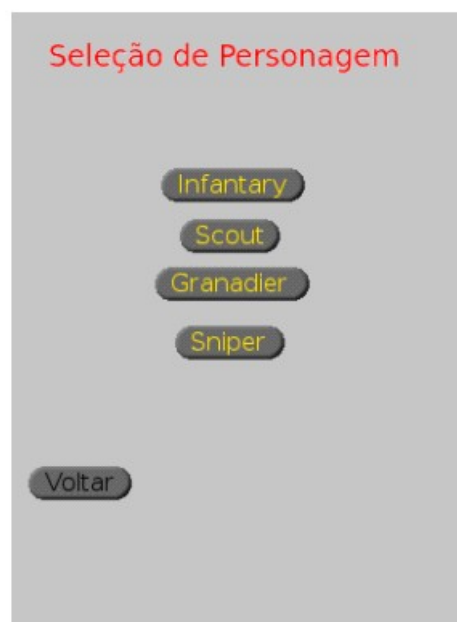 Seleção de Personagem
Infantary
Scout
Granadier
Sniper
Voltar